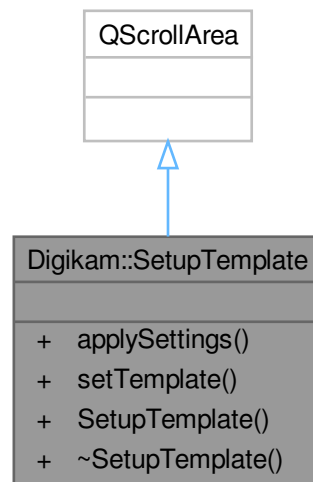 QScrollArea
Digikam::SetupTemplate
+ applySettings()
+ setTemplate()
+ SetupTemplate()
+ ~SetupTemplate()